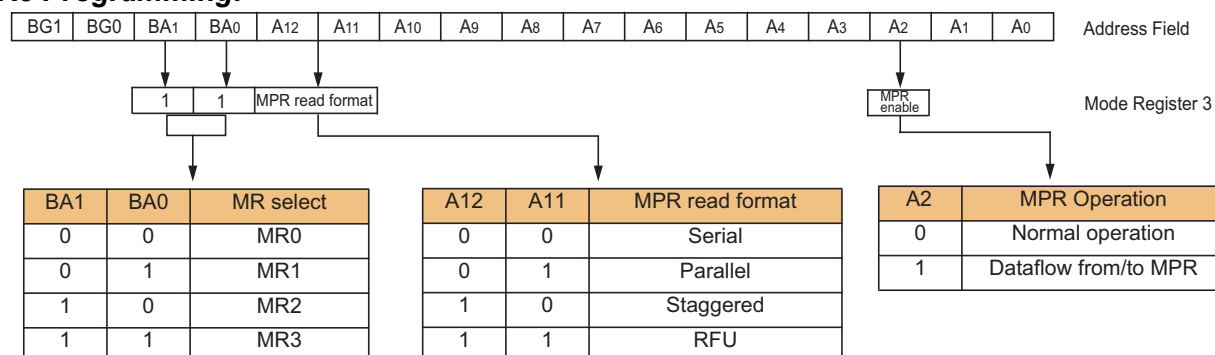 BG1 BG0 BA1 BA0 A12 A11 A10 A9 A8 A7 A6 A5 A4 A3 A2 A1 A0 Address Field
1 1 MPR read format MPR enable Mode Register 3
BA1 BA0 MR select
0 0 MR0
0 1 MR1
1 0 MR2
1 1 MR3
A12 A11 MPR read format
0 0 Serial
0 1 Parallel
1 0 Staggered
1 1 RFU
A2 MPR Operation
0 Normal operation
1 Dataflow from/to MPR